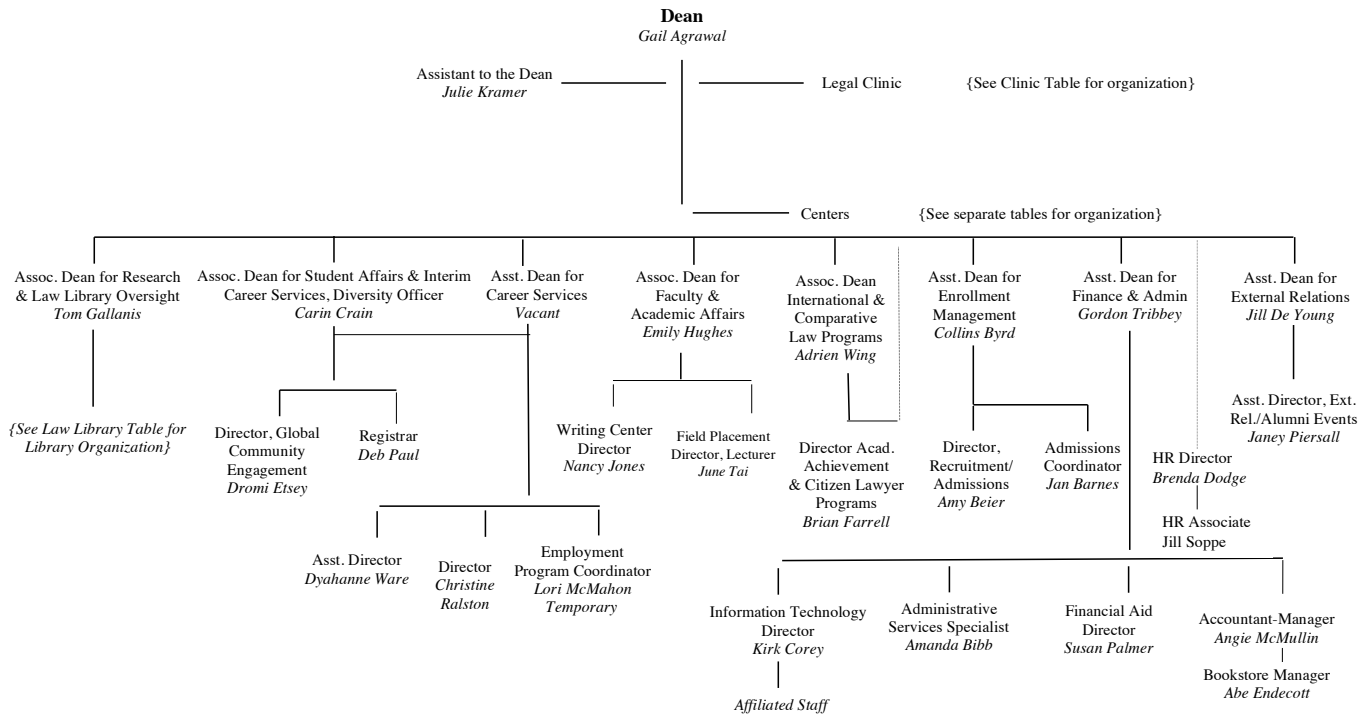 Dean
Gail Agrawal
Assistant to the Dean
Julie Kramer
Legal Clinic
{See Clinic Table for organization}
Centers
{See separate tables for organization}
Assoc. Dean for Research
& Law Library Oversight
Tom Gallanis
Assoc. Dean for Student Affairs & Interim
Career Services, Diversity Officer
Carin Crain
Asst. Dean for
Career Services
Vacant
Assoc. Dean for
Faculty &
Academic Affairs
Emily Hughes
Assoc. Dean
International &
Comparative
Law Programs
Adrien Wing
Asst. Dean for
Enrollment
Management
Collins Byrd
Asst. Dean for
Finance & Admin
Gordon Tribbey
Asst. Dean for
External Relations
Jill De Young
{See Law Library Table for
Library Organization}
Director, Global
Community
Engagement
Dromi Etsey
Registrar
Deb Paul
Writing Center
Director
Nancy Jones
Field Placement
Director, Lecturer
June Tai
Director Acad.
Achievement
& Citizen Lawyer
Programs
Brian Farrell
Director,
Recruitment/
Admissions
Amy Beier
Admissions
Coordinator
Jan Barnes
HR Director
Brenda Dodge
HR Associate
Jill Soppe
Asst. Director, Ext.
Rel./Alumni Events
Janey Piersall
Asst. Director
Dyahanne Ware
Director
Christine
Ralston
Employment
Program Coordinator
Lori McMahon
Temporary
Information Technology
Director
Kirk Corey
Affiliated Staff
Administrative
Services Specialist
Amanda Bibb
Financial Aid
Director
Susan Palmer
Accountant-Manager
Angie McMullin
Bookstore Manager
Abe Endecott